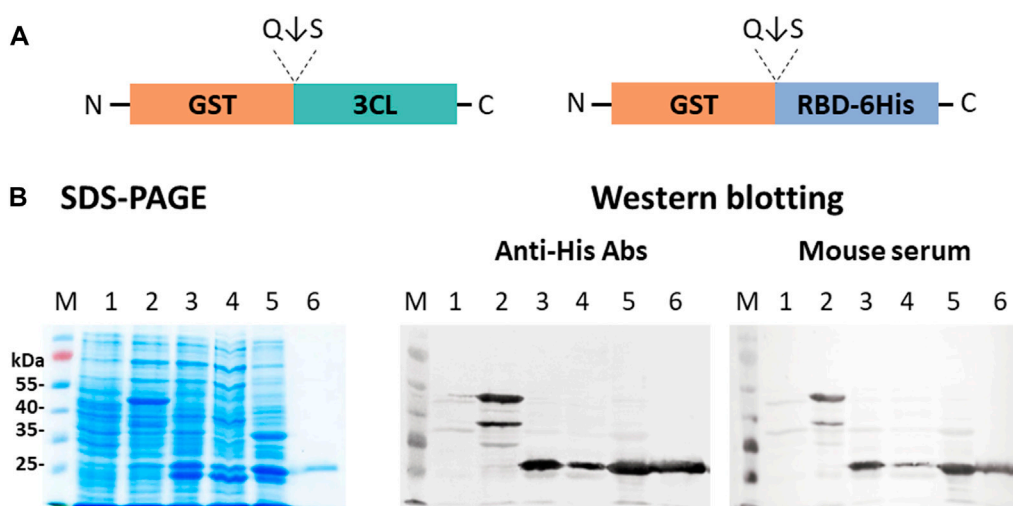 A
Q↓S
Q↓S
N GST 3CL C
N GST RBD-6His C
B
SDS-PAGE
Western blotting
Anti-His Abs
Mouse serum
M 1 2 3 4 5 6
M 1 2 3 4 5 6
M 1 2 3 4 5 6
kDa
55-
40-
35-
25-